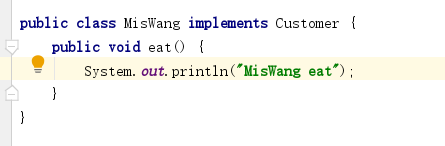 public class MisWang implements Customer {
    public void eat() {
        System.out.println("MisWang eat");
    }
}